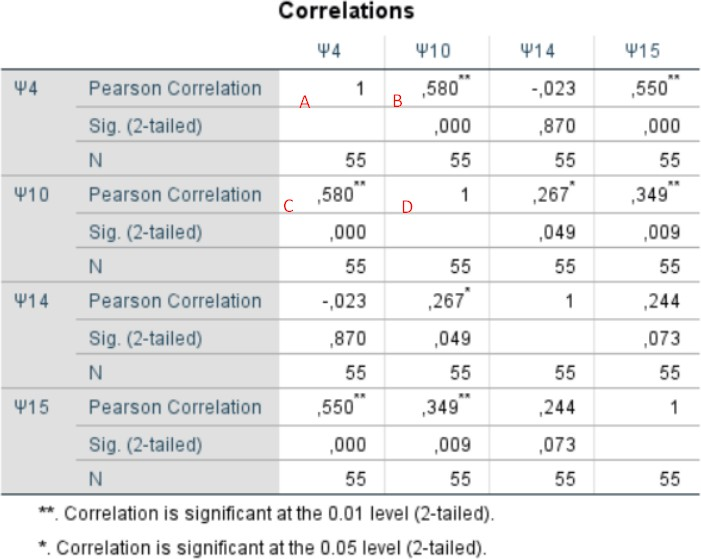 Correlations
Ψ4 Ψ10 Ψ14 Ψ15
Ψ4 Pearson Correlation A 1 B ,580** -,023 ,550**
Sig. (2-tailed) ,000 ,870 ,000
N 55 55 55 55
Ψ10 Pearson Correlation C ,580** D 1 ,267* ,349**
Sig. (2-tailed) ,000 ,049 ,009
N 55 55 55 55
Ψ14 Pearson Correlation -,023 ,267* 1 ,244
Sig. (2-tailed) ,870 ,049 ,073
N 55 55 55 55
Ψ15 Pearson Correlation ,550** ,349** ,244 1
Sig. (2-tailed) ,000 ,009 ,073
N 55 55 55 55
**. Correlation is significant at the 0.01 level (2-tailed).
*. Correlation is significant at the 0.05 level (2-tailed).